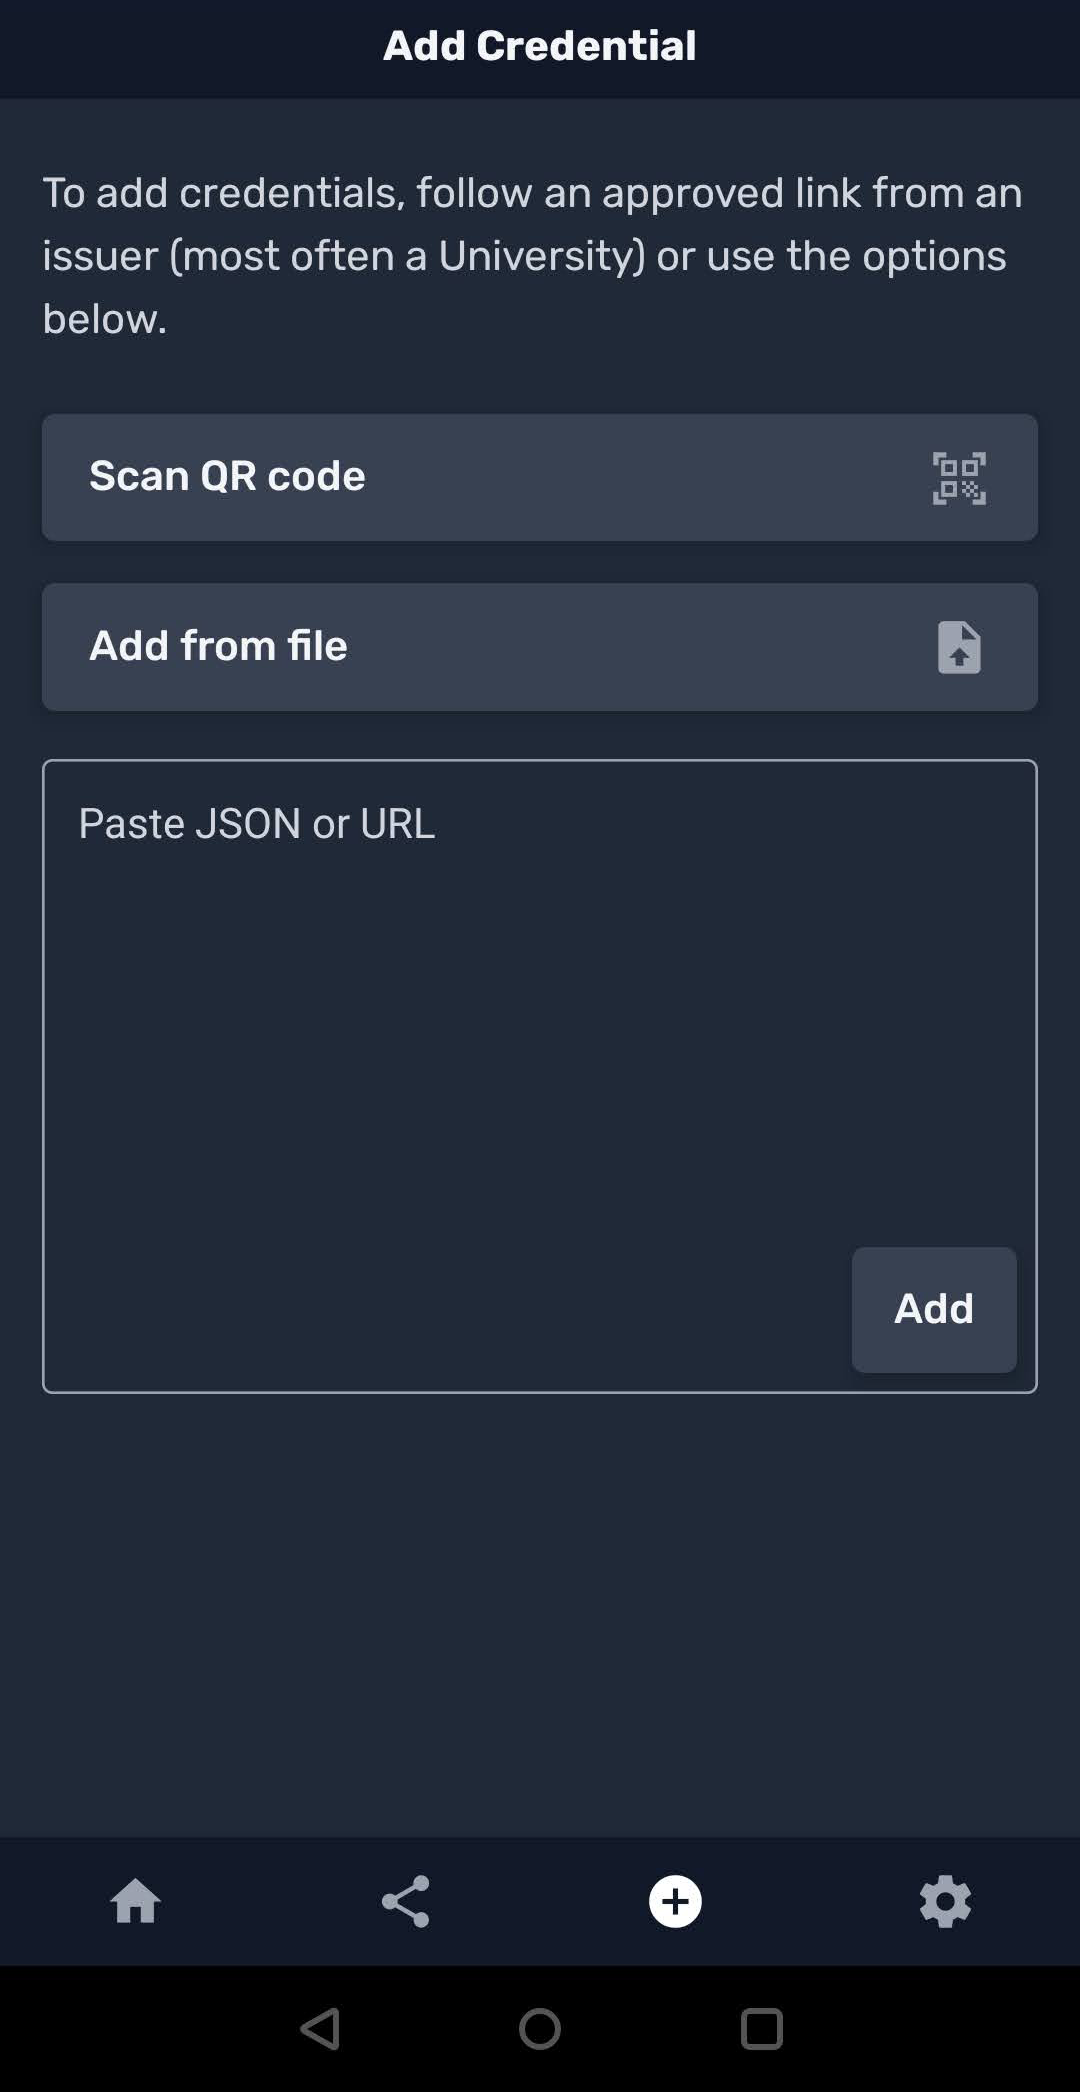 Add Credential
To add credentials, follow an approved link from an
issuer (most often a University) or use the options
below.
Scan QR code
Add from file
Paste JSON or URL
Add